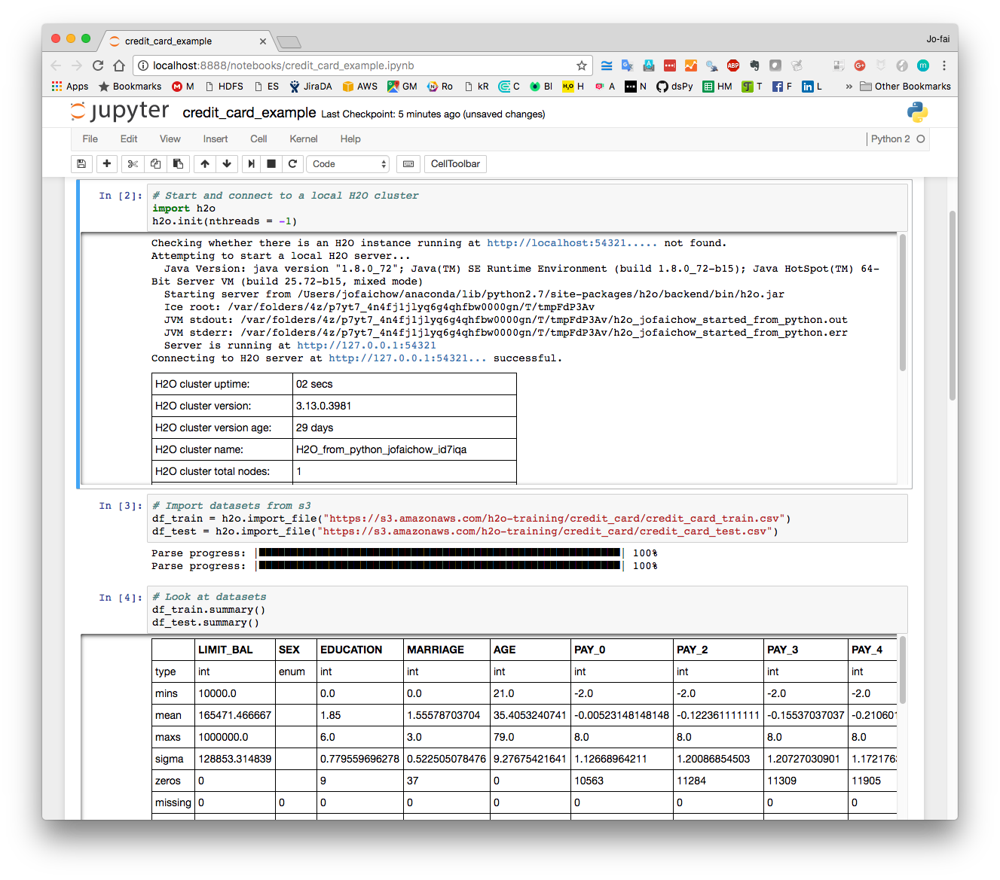 credit_card_example
Jo-fai
localhost:8888/notebooks/credit_card_example.ipynb
ABP
m
Apps Bookmarks M HDFS ES JiraDA AWS GM Ro kR C BI H A N dsPy HM T F L » Other Bookmarks
jupyter credit_card_example Last Checkpoint: 5 minutes ago (unsaved changes)
File Edit View Insert Cell Kernel Help Python 2
Code CellToolbar
In [2]: # Start and connect to a local H2O cluster
import h2o
h2o.init(nthreads = -1)
Checking whether there is an H2O instance running at http://localhost:54321..... not found.
Attempting to start a local H2O server...
Java Version: java version "1.8.0_72"; Java(TM) SE Runtime Environment (build 1.8.0_72-b15); Java HotSpot(TM) 64-
Bit Server VM (build 25.72-b15, mixed mode)
Starting server from /Users/jofaichow/anaconda/lib/python2.7/site-packages/h2o/backend/bin/h2o.jar
Ice root: /var/folders/4z/p7yt7_4n4fj1jlyq6g4qhfbw0000gn/T/tmpFdP3Av
JVM stdout: /var/folders/4z/p7yt7_4n4fj1jlyq6g4qhfbw0000gn/T/tmpFdP3Av/h2o_jofaichow_started_from_python.out
JVM stderr: /var/folders/4z/p7yt7_4n4fj1jlyq6g4qhfbw0000gn/T/tmpFdP3Av/h2o_jofaichow_started_from_python.err
Server is running at http://127.0.0.1:54321
Connecting to H2O server at http://127.0.0.1:54321... successful.
H2O cluster uptime: 02 secs
H2O cluster version: 3.13.0.3981
H2O cluster version age: 29 days
H2O cluster name: H2O_from_python_jofaichow_id7iqa
H2O cluster total nodes: 1
In [3]: # Import datasets from s3
df_train = h2o.import_file("https://s3.amazonaws.com/h2o-training/credit_card/credit_card_train.csv")
df_test = h2o.import_file("https://s3.amazonaws.com/h2o-training/credit_card/credit_card_test.csv")
Parse progress: | | 100%
Parse progress: | | 100%
In [4]: # Look at datasets
df_train.summary()
df_test.summary()
LIMIT_BAL SEX EDUCATION MARRIAGE AGE PAY_0 PAY_2 PAY_3 PAY_4
type int enum int int int int int int int
mins 10000.0 0.0 0.0 21.0 -2.0 -2.0 -2.0 -2.0
mean 165471.466667 1.85 1.55578703704 35.4053240741 -0.00523148148148 -0.122361111111 -0.15537037037 -0.210601
maxs 1000000.0 6.0 3.0 79.0 8.0 8.0 8.0 8.0
sigma 128853.314839 0.779559696278 0.522505078476 9.27675421641 1.12668964211 1.20086854503 1.20727030901 1.172176
zeros 0 9 37 0 10563 11284 11309 11905
missing 0 0 0 0 0 0 0 0 0